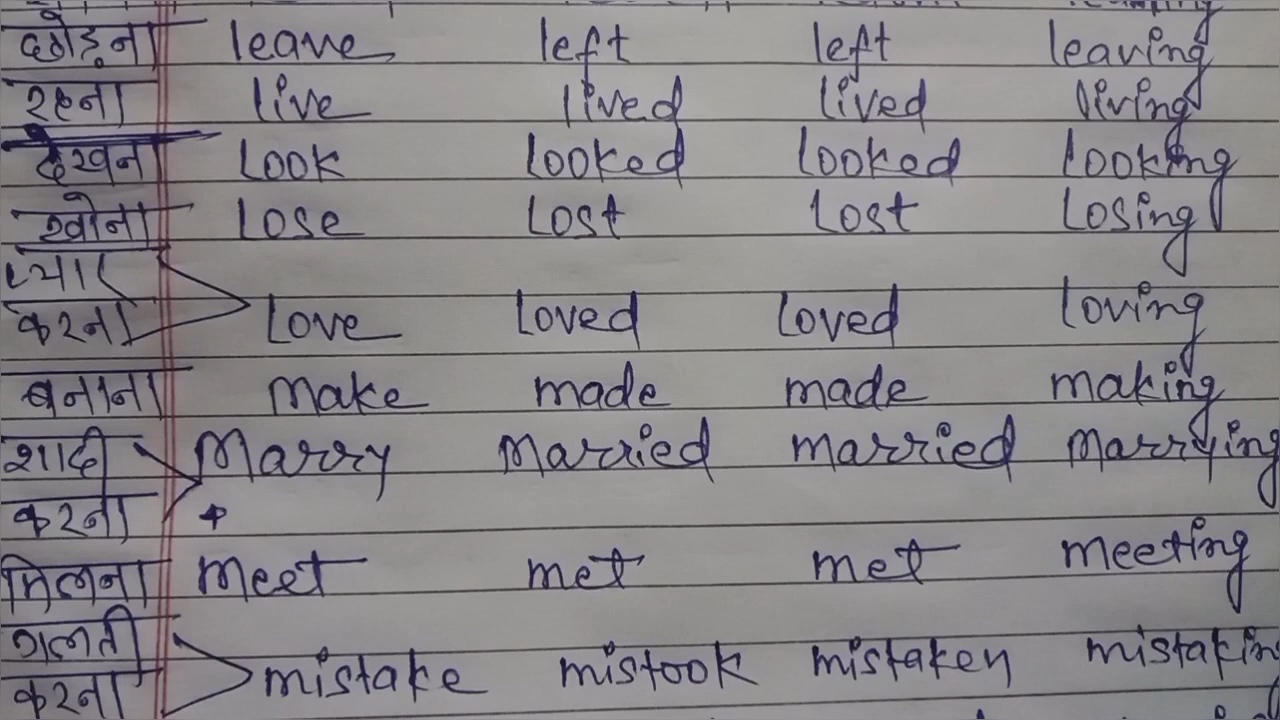 छोड़ना leave left left leaving
रहना live lived lived living
देखन look looked looked looking
खोना Lose Lost Lost Losing
प्यार
करना Love Loved Loved Loving
बनाना make made made making
शादी Marry Married married Marrying
करना
मिलना Meet met met meeting
गलती
करना mistake mistook mistaken mistakin